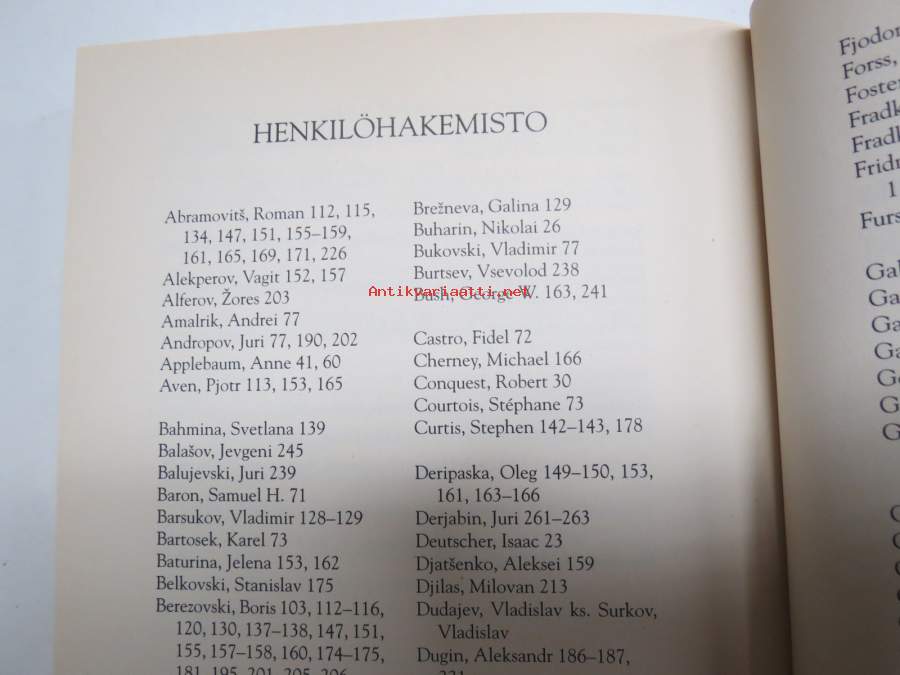 HENKILÖHAKEMISTO
Abramovitš, Roman 112, 115,
134, 147, 151, 155–159,
161, 165, 169, 171, 226
Alekperov, Vagit 152, 157
Alferov, Žores 203
Amalrik, Andrei 77
Andropov, Juri 77, 190, 202
Applebaum, Anne 41, 60
Aven, Pjotr 113, 153, 165
Bahmina, Svetlana 139
Balašov, Jevgeni 245
Balujevski, Juri 239
Baron, Samuel H. 71
Barsukov, Vladimir 128–129
Bartosek, Karel 73
Baturina, Jelena 153, 162
Belkovski, Stanislav 175
Berezovski, Boris 103, 112–116,
120, 130, 137–138, 147, 151,
155, 157–158, 160, 174–175,
181, 195, 201, 205, 206
Brežneva, Galina 129
Buharin, Nikolai 26
Bukovski, Vladimir 77
Burtsev, Vsevolod 238
Antikvariaatti.net
Bush, George W. 163, 241
Castro, Fidel 72
Cherney, Michael 166
Conquest, Robert 30
Courtois, Stéphane 73
Curtis, Stephen 142–143, 178
Deripaska, Oleg 149–150, 153,
161, 163–166
Derjabin, Juri 261–263
Deutscher, Isaac 23
Djatšenko, Aleksei 159
Djilas, Milovan 213
Dudajev, Vladislav ks. Surkov,
Vladislav
Dugin, Aleksandr 186–187,
Forss,